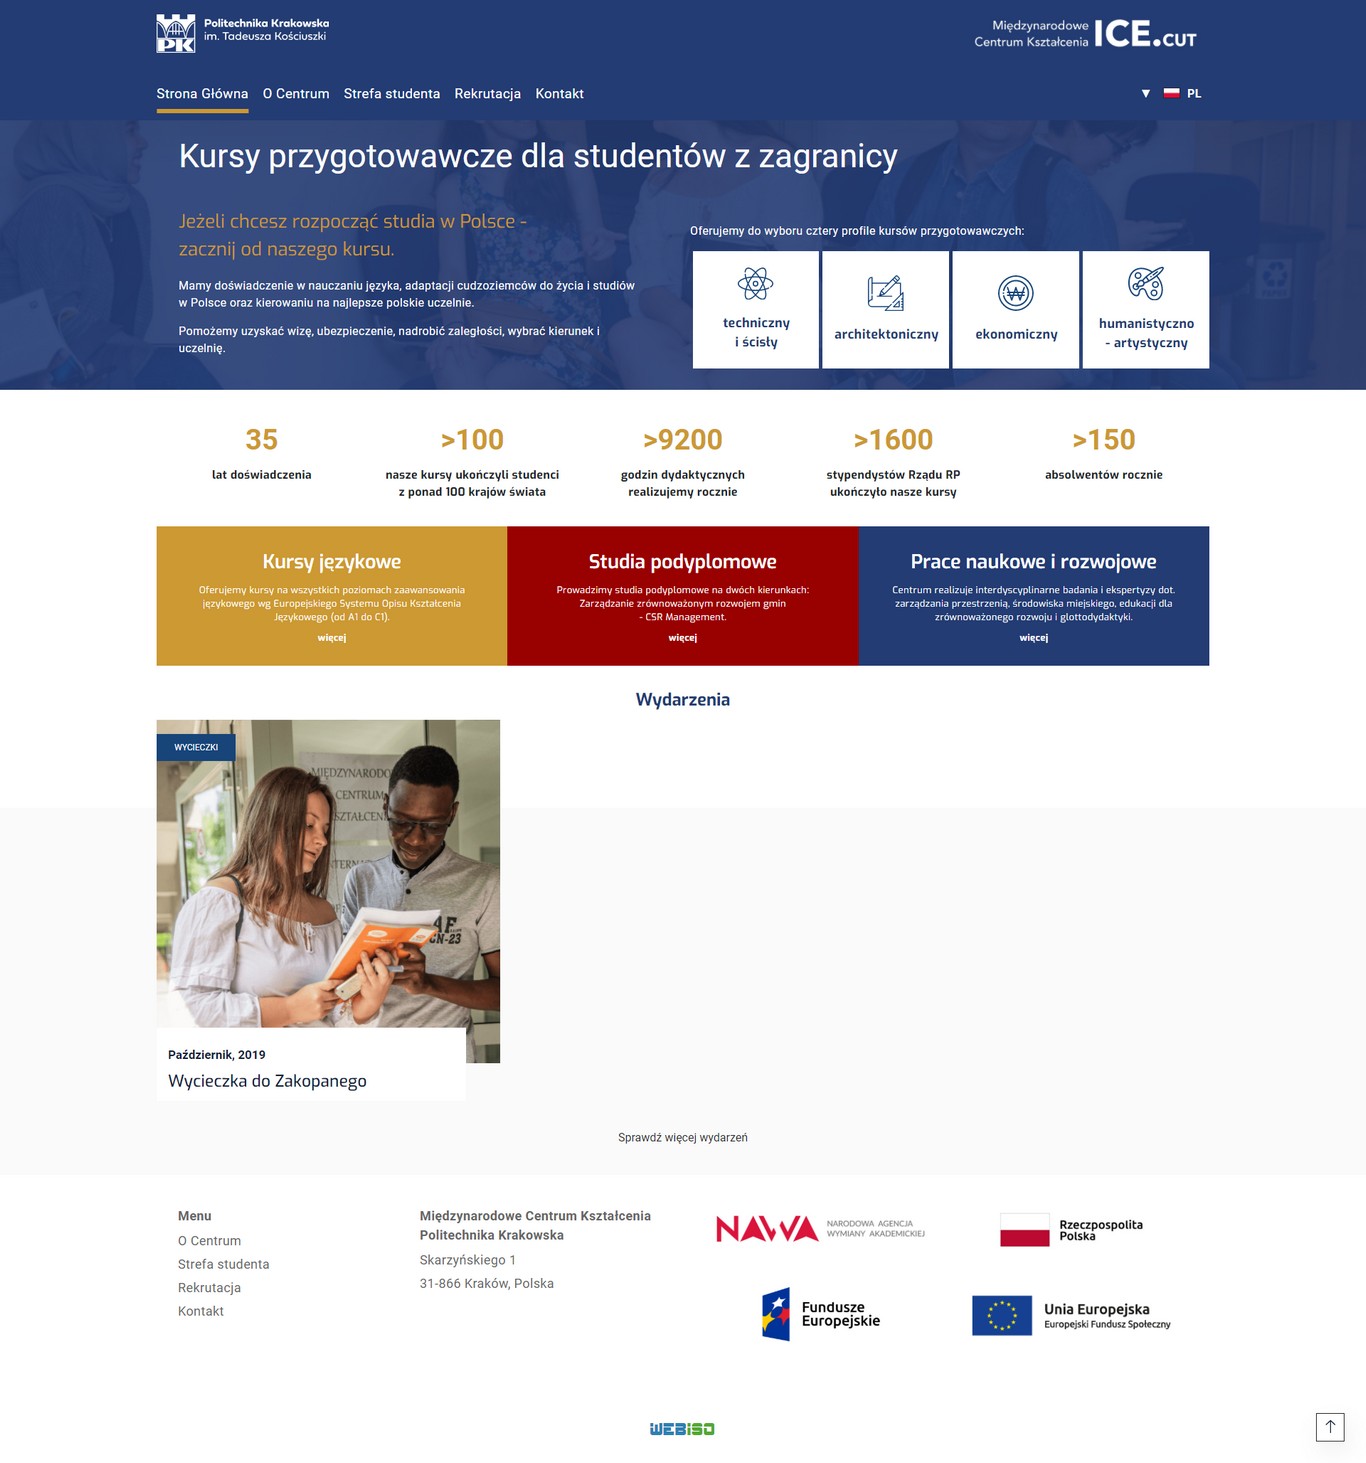 Politechnika Krakowska
im. Tadeusza Kościuszki
PK
Międzynarodowe
Centrum Kształcenia
ICE.CUT
Strona Główna
O Centrum
Strefa studenta
Rekrutacja
Kontakt
▼ PL
Kursy przygotowawcze dla studentów z zagranicy
Jeżeli chcesz rozpocząć studia w Polsce -
zacznij od naszego kursu.
Mamy doświadczenie w nauczaniu języka, adaptacji cudzoziemców do życia i studiów
w Polsce oraz kierowaniu na najlepsze polskie uczelnie.
Pomożemy uzyskać wizę, ubezpieczenie, nadrobić zaległości, wybrać kierunek i
uczelnię.
Oferujemy do wyboru cztery profile kursów przygotowawczych:
techniczny
i ścisły
architektoniczny
ekonomiczny
humanistyczno
- artystyczny
35
lat doświadczenia
>100
nasze kursy ukończyli studenci
z ponad 100 krajów świata
>9200
godzin dydaktycznych
realizujemy rocznie
>1600
stypendystów Rządu RP
ukończyło nasze kursy
>150
absolwentów rocznie
Kursy językowe
Oferujemy kursy na wszystkich poziomach zaawansowania
językowego wg Europejskiego Systemu Opisu Kształcenia
Językowego (od A1 do C1).
więcej
Studia podyplomowe
Prowadzimy studia podyplomowe na dwóch kierunkach:
Zarządzanie zrównoważonym rozwojem gmin
- CSR Management.
więcej
Prace naukowe i rozwojowe
Centrum realizuje interdyscyplinarne badania i ekspertyzy dot.
zarządzania przestrzenią, środowiska miejskiego, edukacji dla
zrównoważonego rozwoju i glottodydaktyki.
więcej
Wydarzenia
WYCIECZKI
MIĘDZYNARODO
CENTRUM
SZTAŁCENI
AF
CN-23
Październik, 2019
Wycieczka do Zakopanego
Sprawdź więcej wydarzeń
Menu
O Centrum
Strefa studenta
Rekrutacja
Kontakt
Międzynarodowe Centrum Kształcenia
Politechnika Krakowska
Skarzyńskiego 1
31-866 Kraków, Polska
NAWA
NARODOWA AGENCJA
WYMIANY AKADEMICKIEJ
Rzeczpospolita
Polska
Fundusze
Europejskie
Unia Europejska
Europejski Fundusz Społeczny
WEBISO